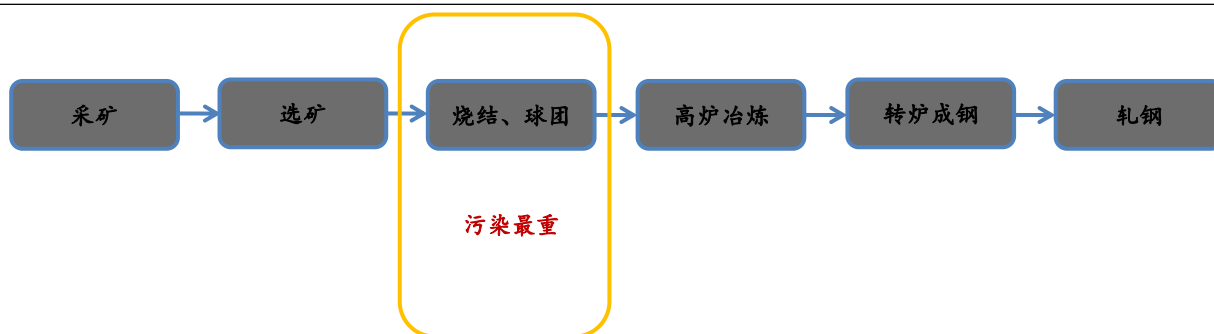 采矿
选矿
烧结、球团
高炉冶炼
转炉成钢
轧钢
污染最重